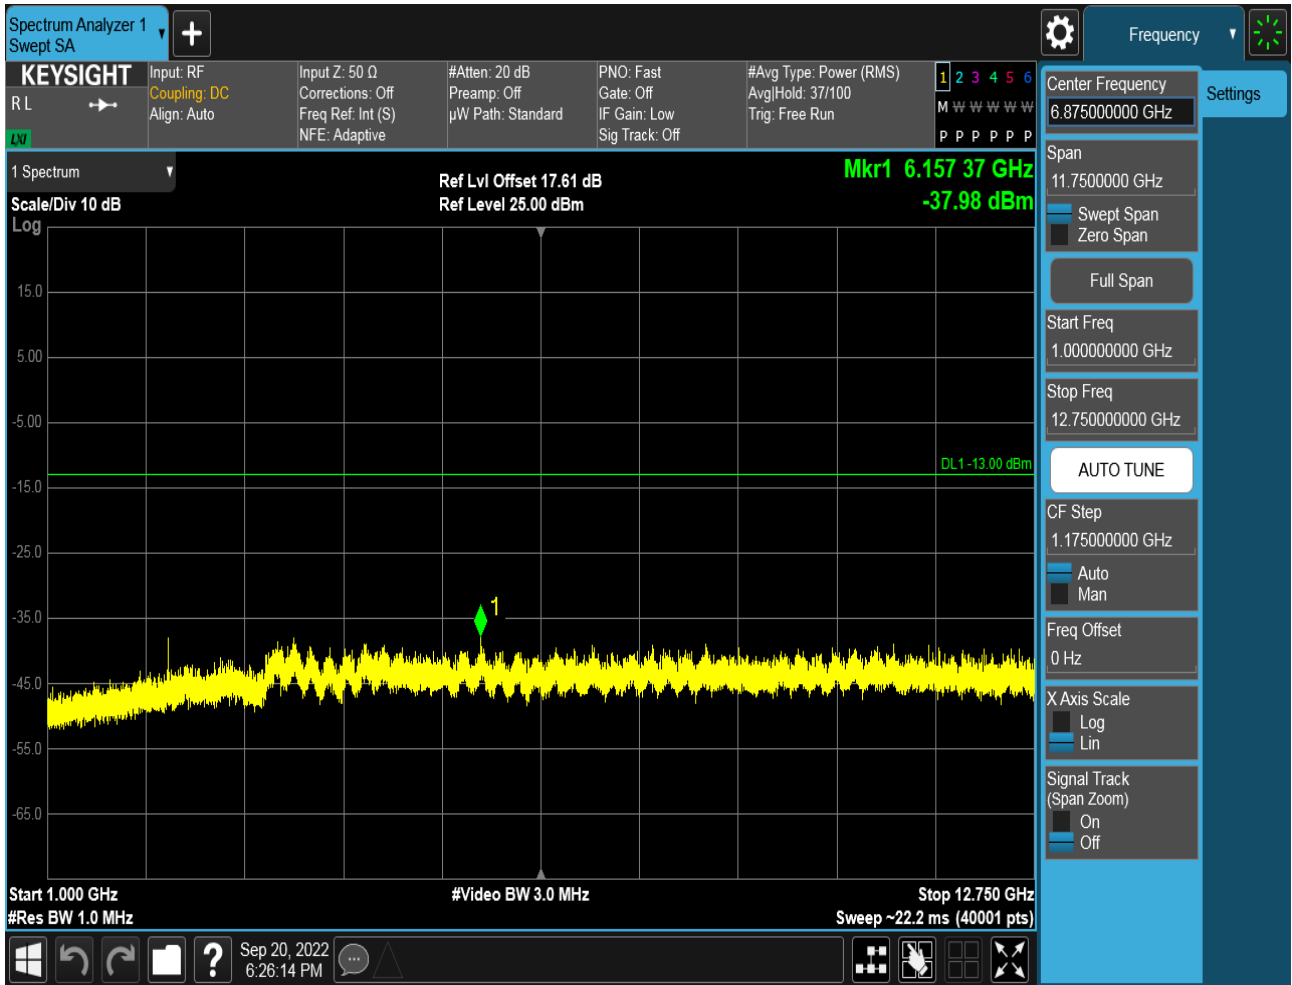 Spectrum Analyzer 1
Swept SA
+
Frequency
KEYSIGHT
R L
LXI
Input: RF
Coupling: DC
Align: Auto
Input Z: 50 Ω
Corrections: Off
Freq Ref: Int (S)
NFE: Adaptive
#Atten: 20 dB
Preamp: Off
µW Path: Standard
PNO: Fast
Gate: Off
IF Gain: Low
Sig Track: Off
#Avg Type: Power (RMS)
Avg|Hold: 37/100
Trig: Free Run
1 2 3 4 5 6
M W W W W W
P P P P P P
1 Spectrum
Scale/Div 10 dB
Log
Ref Lvl Offset 17.61 dB
Ref Level 25.00 dBm
Mkr1 6.157 37 GHz
-37.98 dBm
15.0
5.00
-5.00
-15.0
-25.0
-35.0
-45.0
-55.0
-65.0
DL1 -13.00 dBm
1
Start 1.000 GHz
#Res BW 1.0 MHz
#Video BW 3.0 MHz
Stop 12.750 GHz
Sweep ~22.2 ms (40001 pts)
Center Frequency
6.875000000 GHz
Settings
Span
11.7500000 GHz
Swept Span
Zero Span
Full Span
Start Freq
1.000000000 GHz
Stop Freq
12.750000000 GHz
AUTO TUNE
CF Step
1.175000000 GHz
Auto
Man
Freq Offset
0 Hz
X Axis Scale
Log
Lin
Signal Track
(Span Zoom)
On
Off
?
Sep 20, 2022
6:26:14 PM